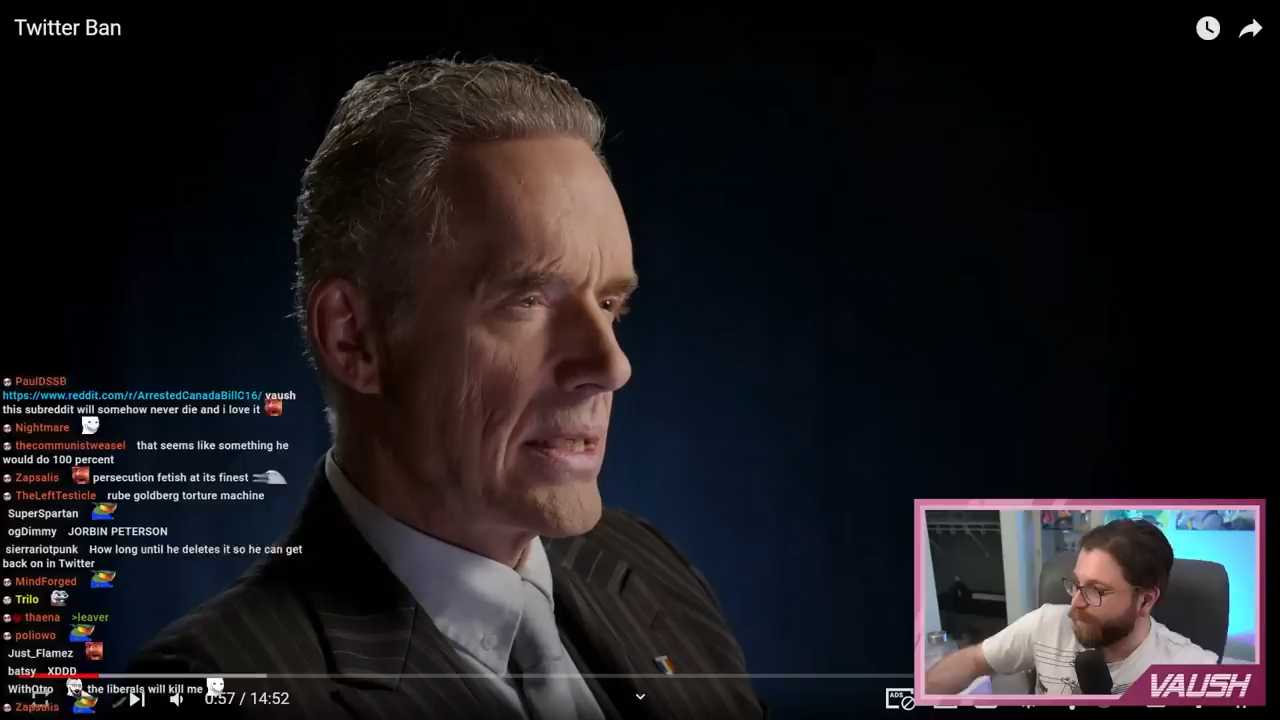 Twitter Ban
PaulDSSB
https://www.reddit.com/r/ArrestedCanadaBillC16/ vaush
this subreddit will somehow never die and i love it
Nightmare
thecommunistweasel that seems like something he
would do 100 percent
Zapsalis persecution fetish at its finest
TheLeftTesticle rube goldberg torture machine
SuperSpartan
ogDimmy JORBIN PETERSON
sierrariotpunk How long until he deletes it so he can get
back on in Twitter
MindForged
Trilo
thaena >leaver
poliowo
Just_Flamez
batsy XDDD
WithOtto the liberals will kill me
Zapsalis
0:57 / 14:52
ADS
VAUSH